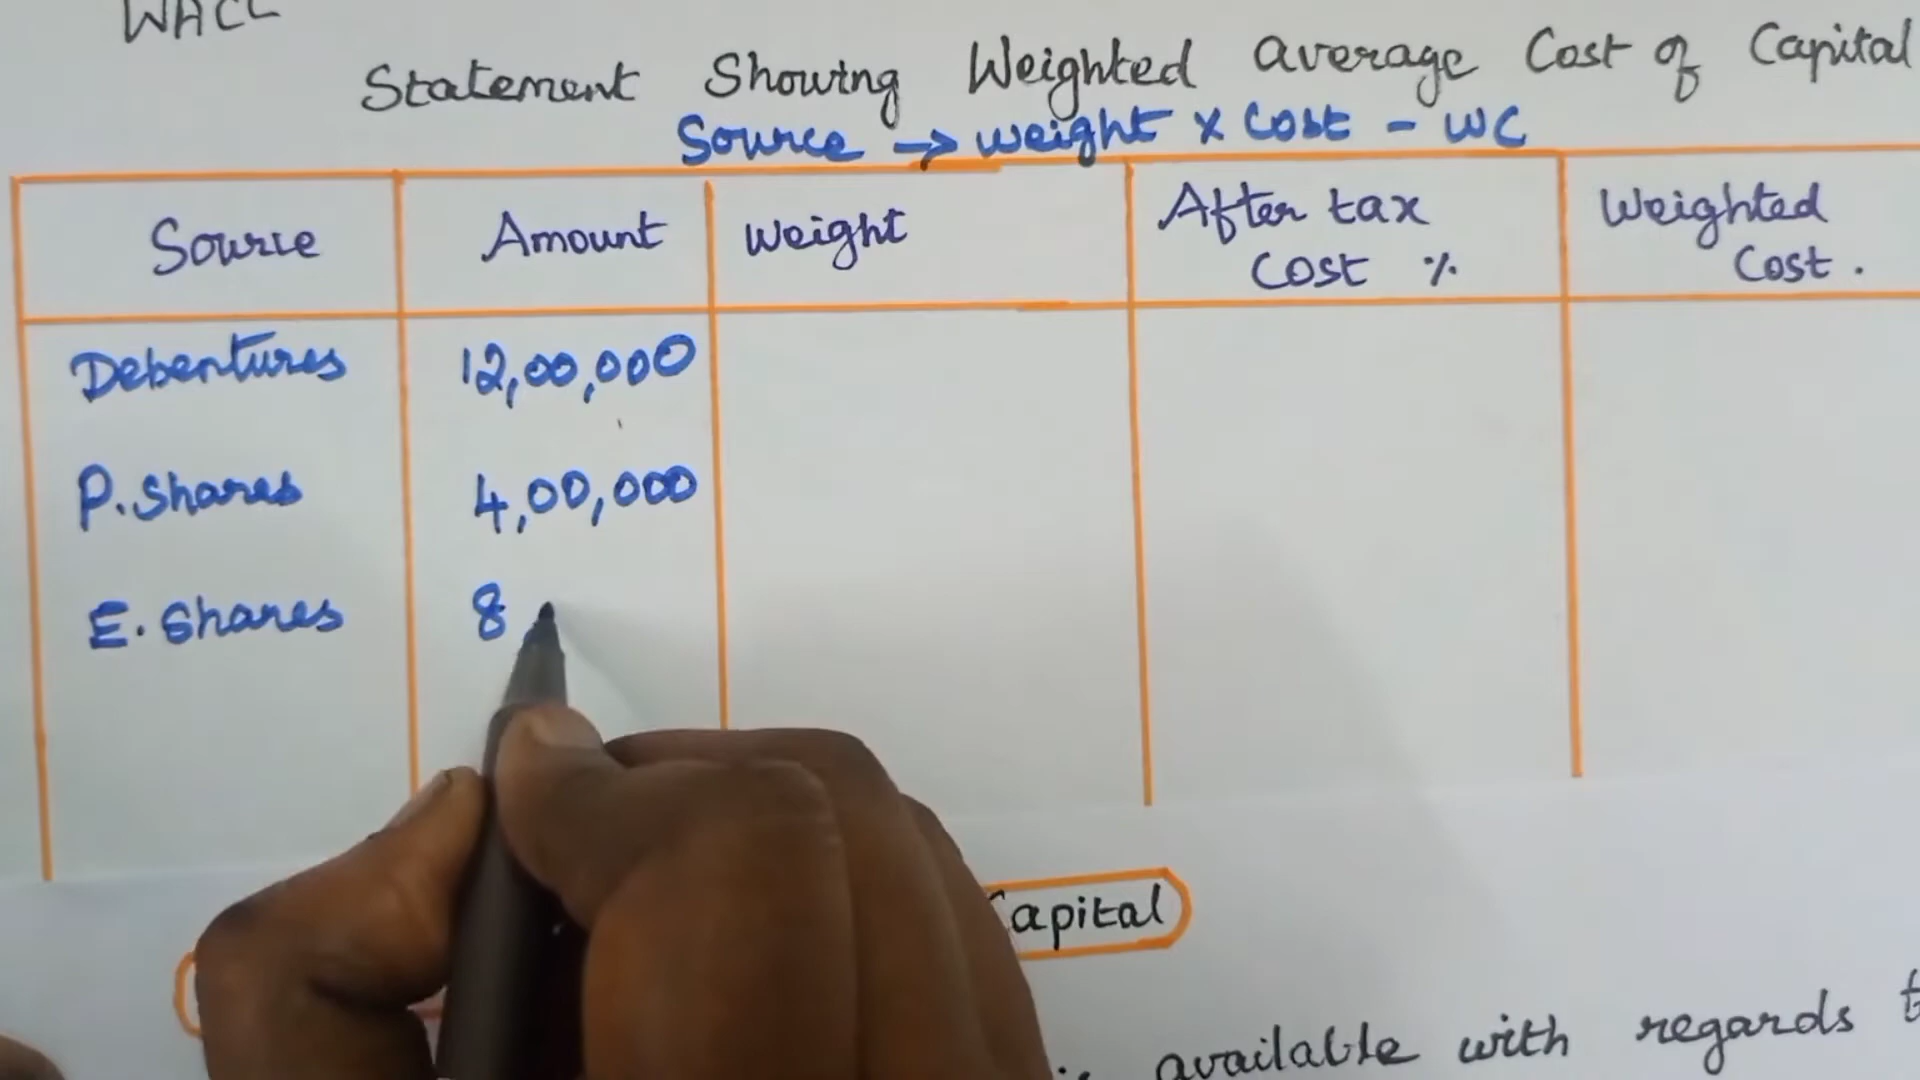 WACC
Statement Showing Weighted average Cost of Capital
Source → weight × Cost - WC
Source Amount Weight After tax Cost % Weighted Cost.
Debentures 12,00,000
P. Shares 4,00,000
E. Shares 8
Capital
available with regards